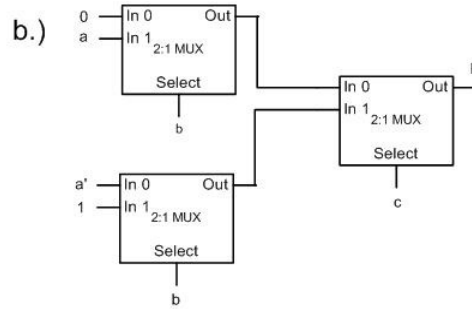 b.)
0 In 0 Out
a In 1
2:1 MUX
Select
b
In 0 Out
In 1
2:1 MUX
Select
c
a' In 0 Out
1 In 1
2:1 MUX
Select
b